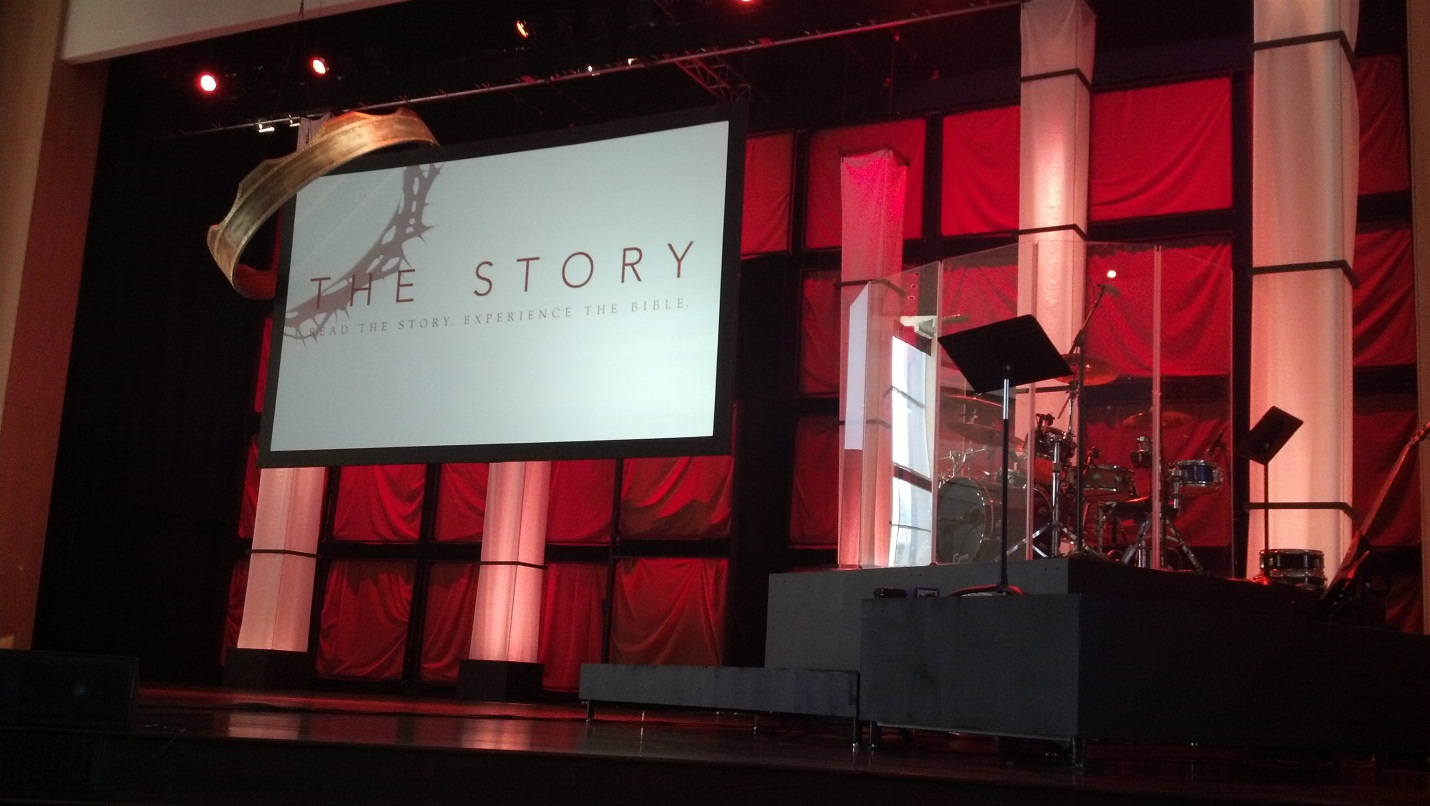 THE STORY
READ THE STORY. EXPERIENCE THE BIBLE.